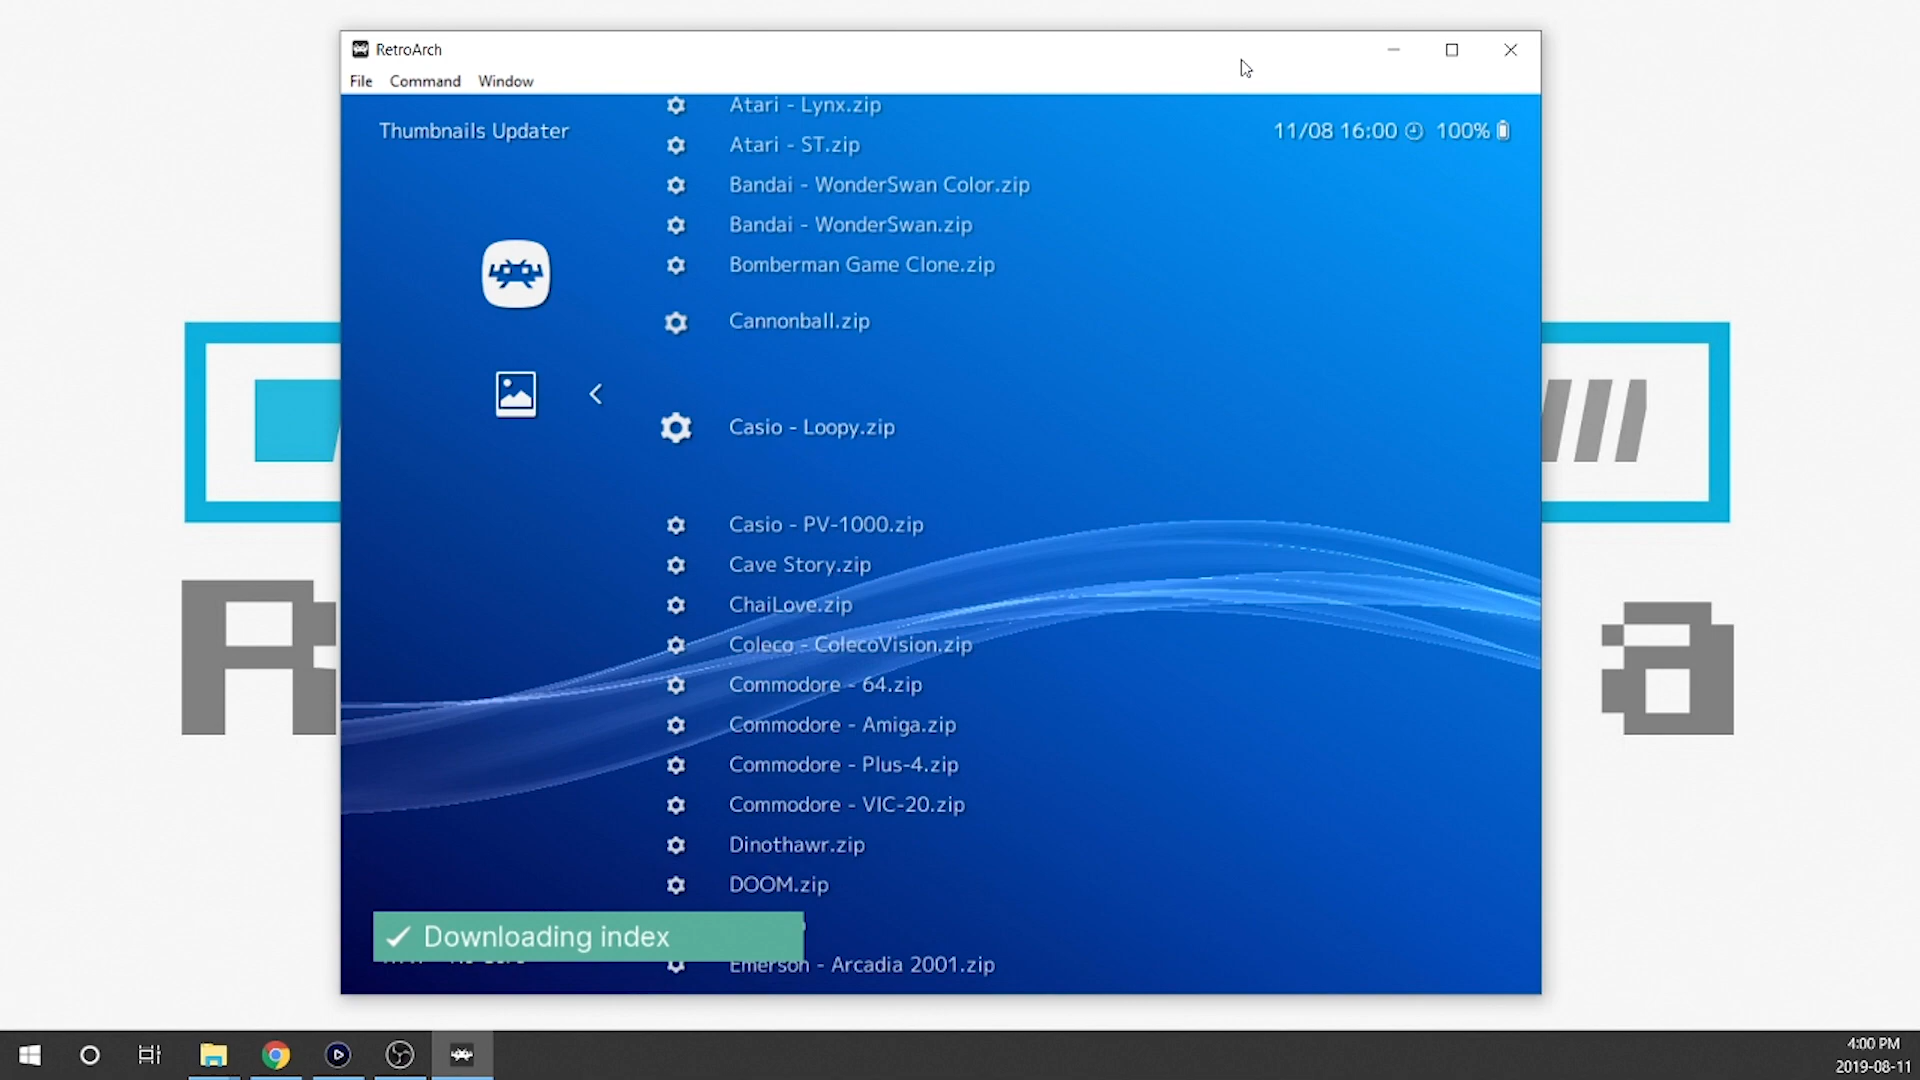 RetroArch
File Command Window
Thumbnails Updater
11/08 16:00 100%
Atari - Lynx.zip
Atari - ST.zip
Bandai - WonderSwan Color.zip
Bandai - WonderSwan.zip
Bomberman Game Clone.zip
Cannonball.zip
Casio - Loopy.zip
Casio - PV-1000.zip
Cave Story.zip
ChaiLove.zip
Coleco - ColecoVision.zip
Commodore - 64.zip
Commodore - Amiga.zip
Commodore - Plus-4.zip
Commodore - VIC-20.zip
Dinothawr.zip
DOOM.zip
Downloading index
Emerson - Arcadia 2001.zip
R
a
4:00 PM
2019-08-11